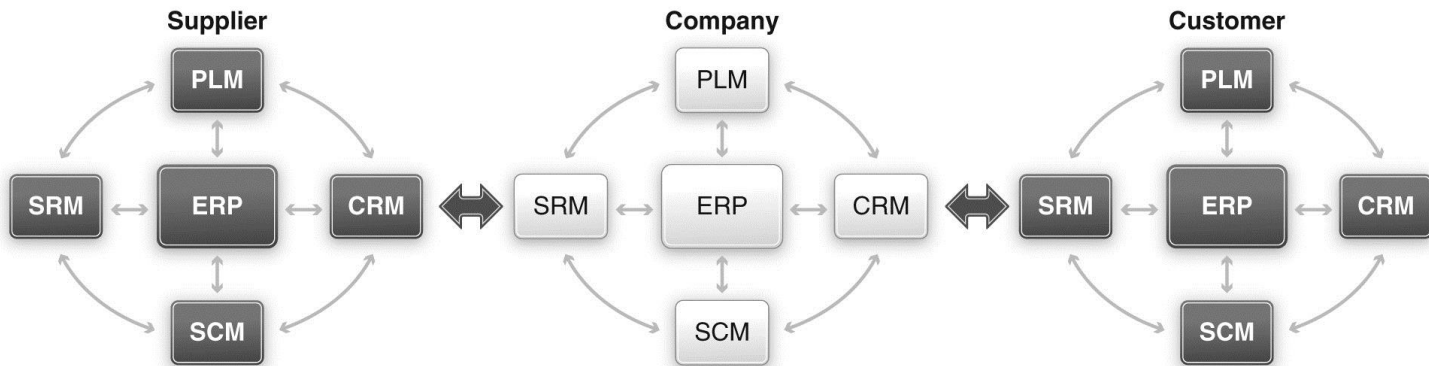 Supplier
PLM
SRM
ERP
CRM
SCM
Company
PLM
SRM
ERP
CRM
SCM
Customer
PLM
SRM
ERP
CRM
SCM